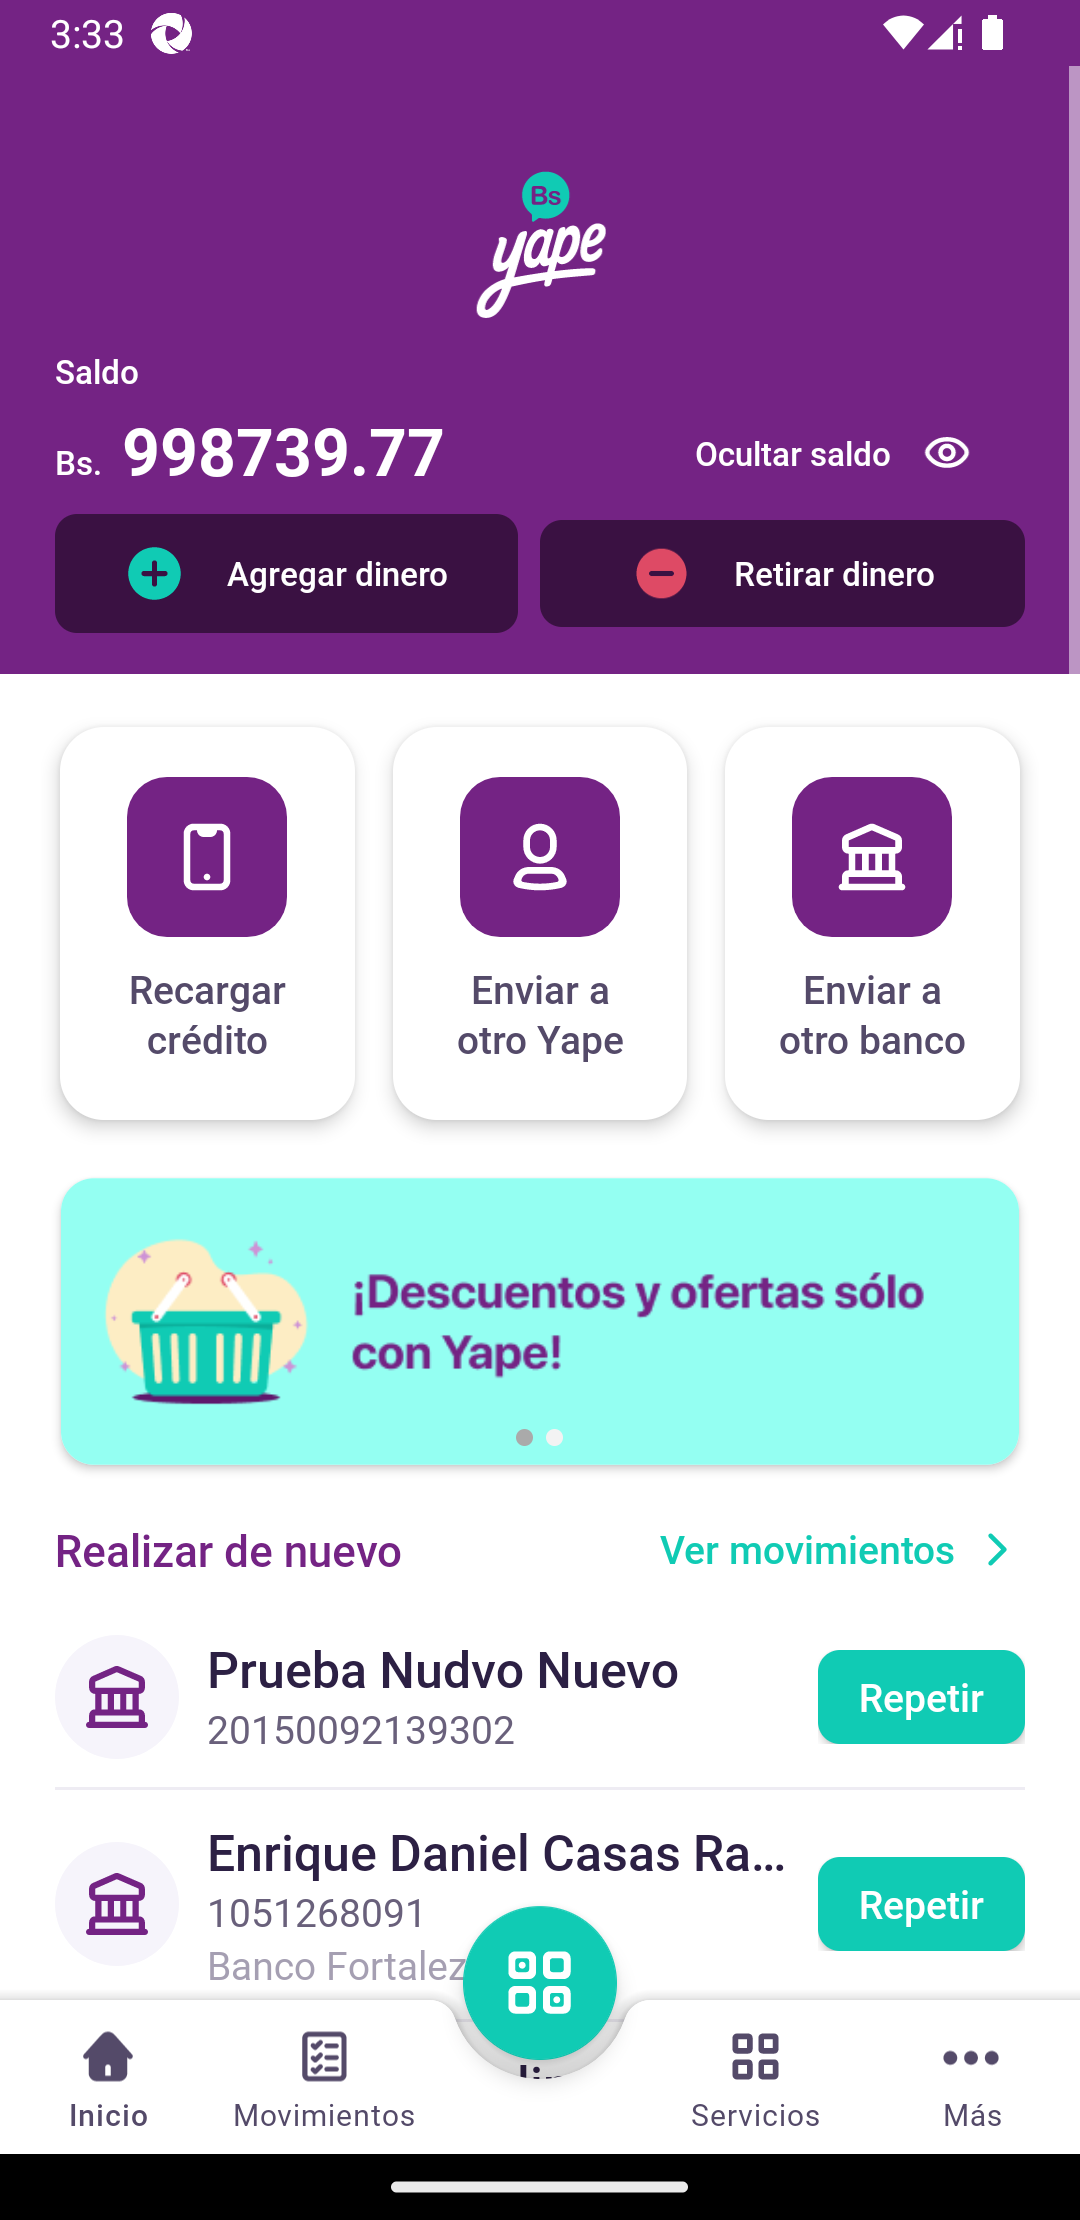 3:33
Bs
yape
Saldo
Bs. 998739.77
Ocultar saldo
Agregar dinero
Retirar dinero
Recargar
crédito
Enviar a
otro Yape
Enviar a
otro banco
¡Descuentos y ofertas sólo
con Yape!
Realizar de nuevo
Ver movimientos
Prueba Nudvo Nuevo
20150092139302
Repetir
Enrique Daniel Casas Ra...
1051268091
Banco Fortalez
Repetir
Inicio
Movimientos
Servicios
Más